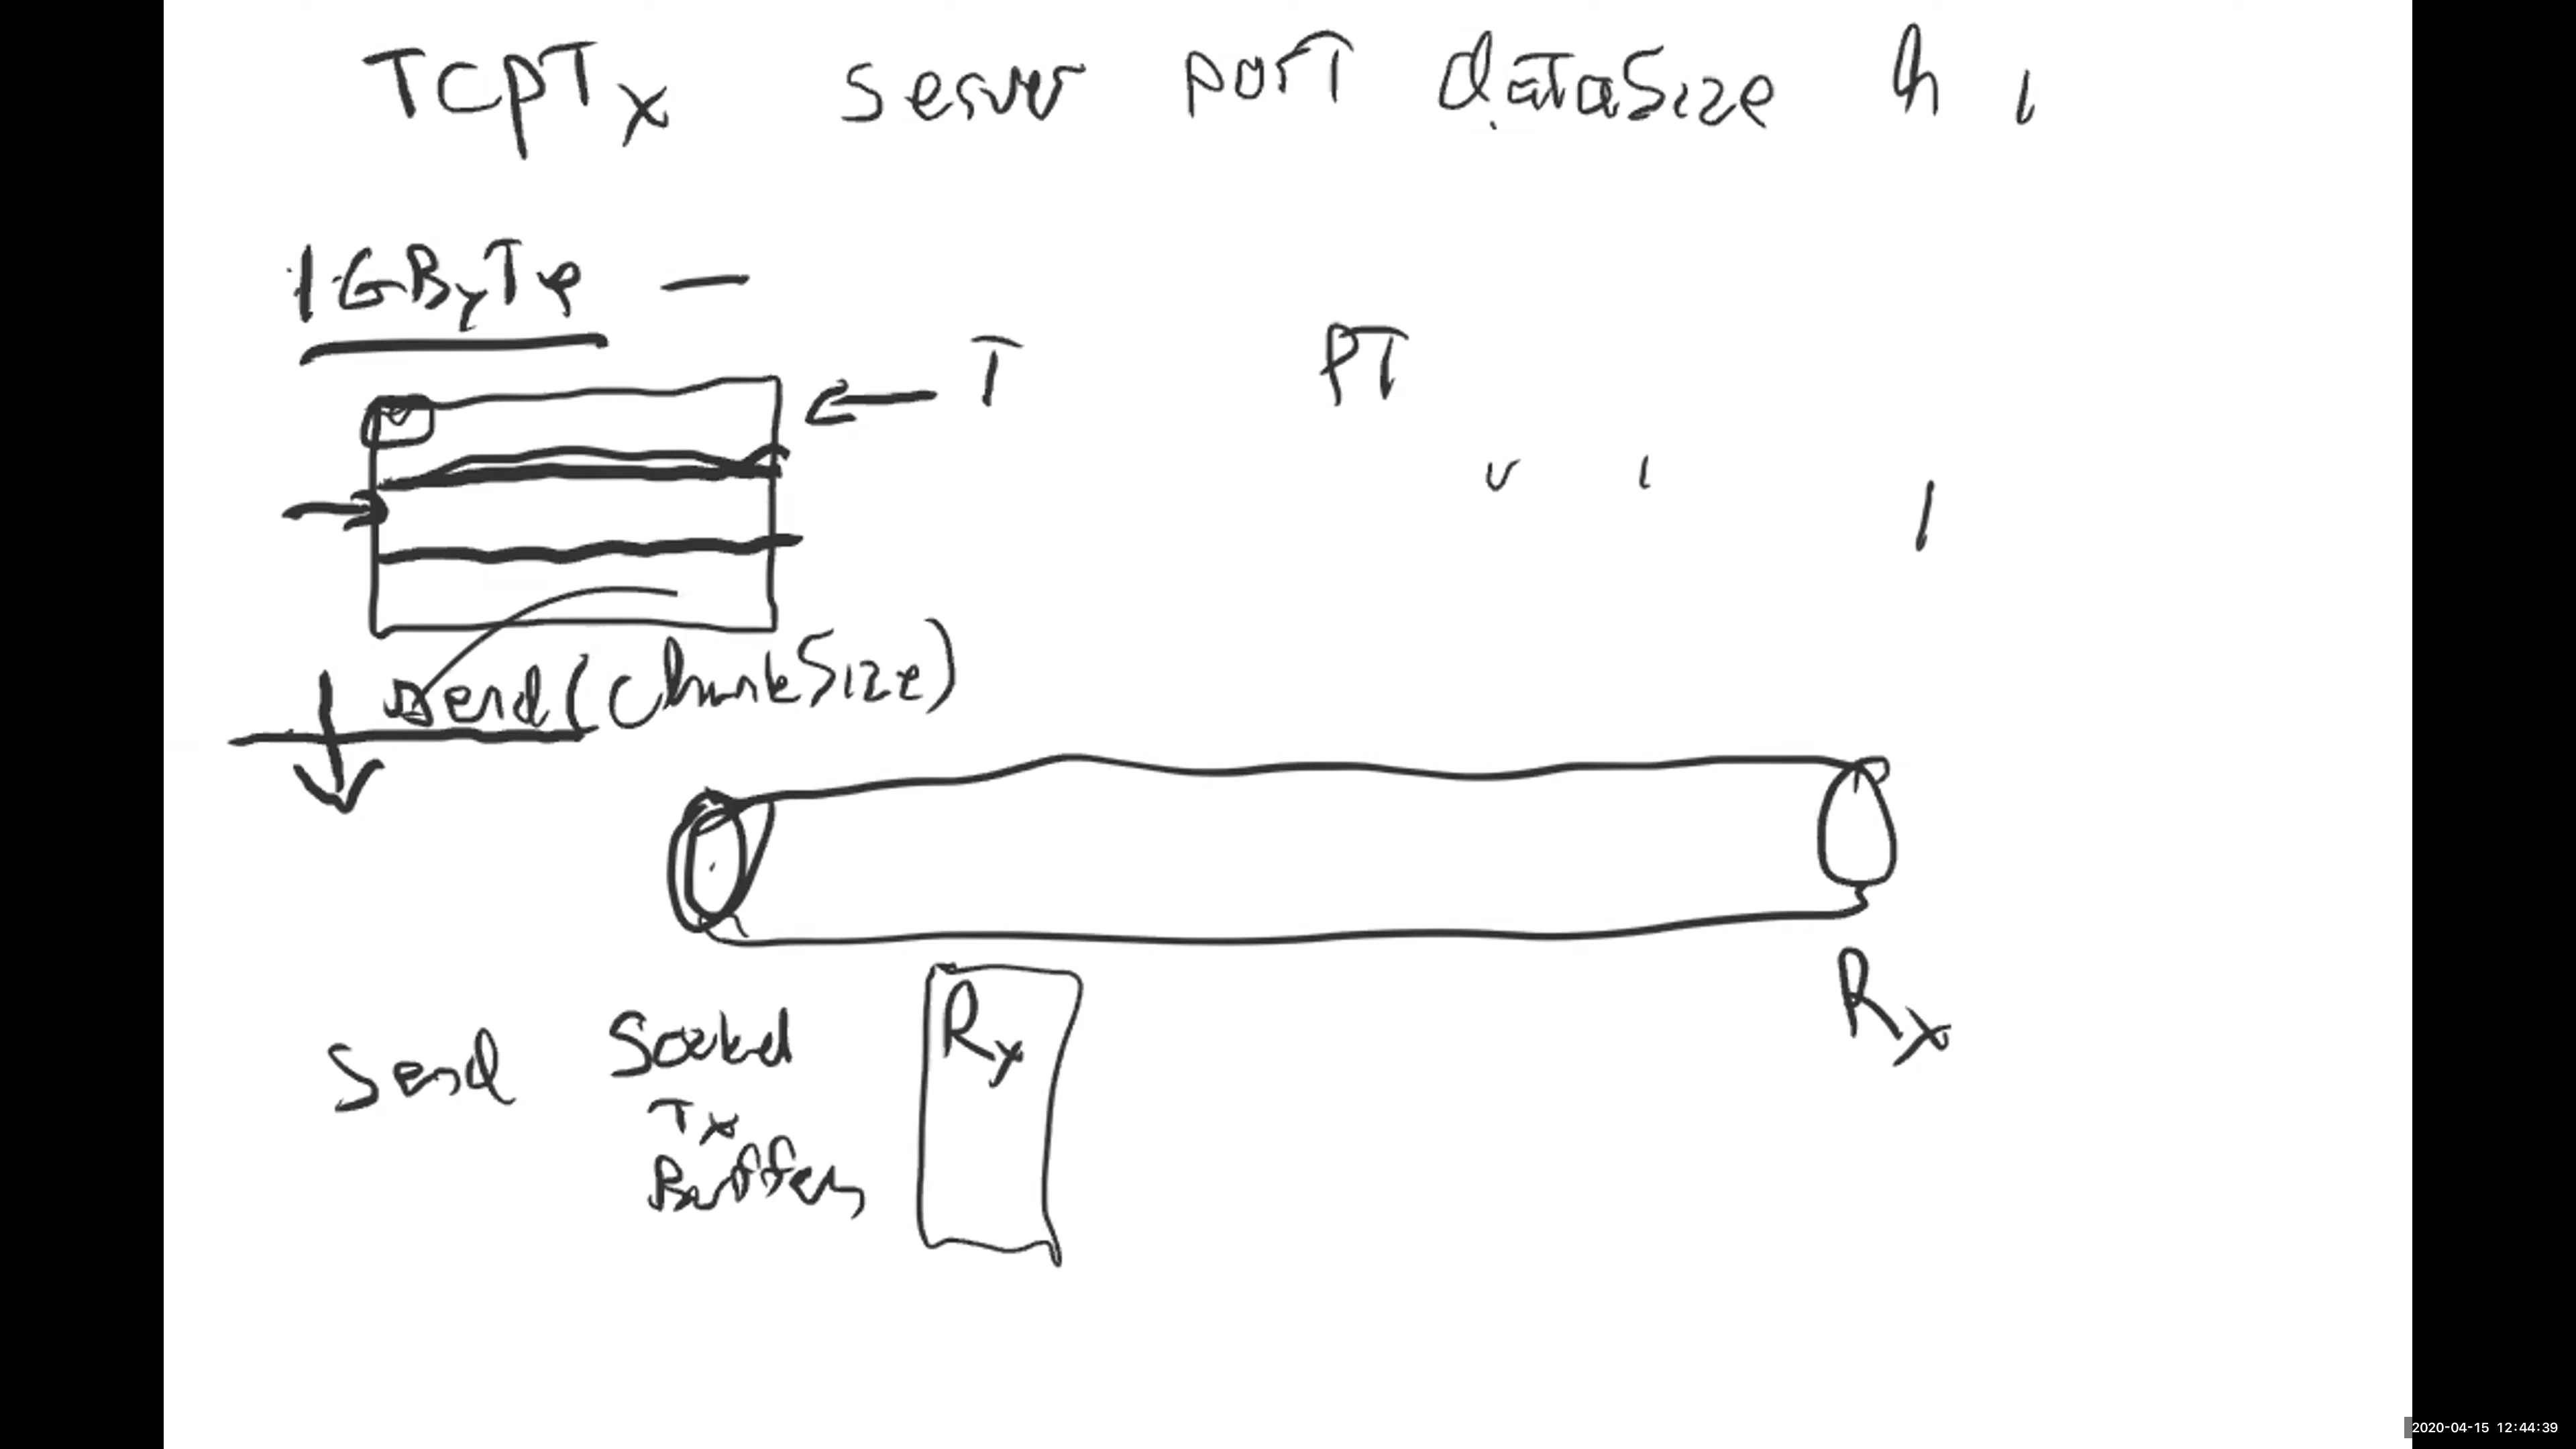 TCPTx server port dataSize h
1GByTe —
T PT
send(chunkSize)
Rx
Send Socket Rx
Tx
Buffers
2020-04-15 12:44:39